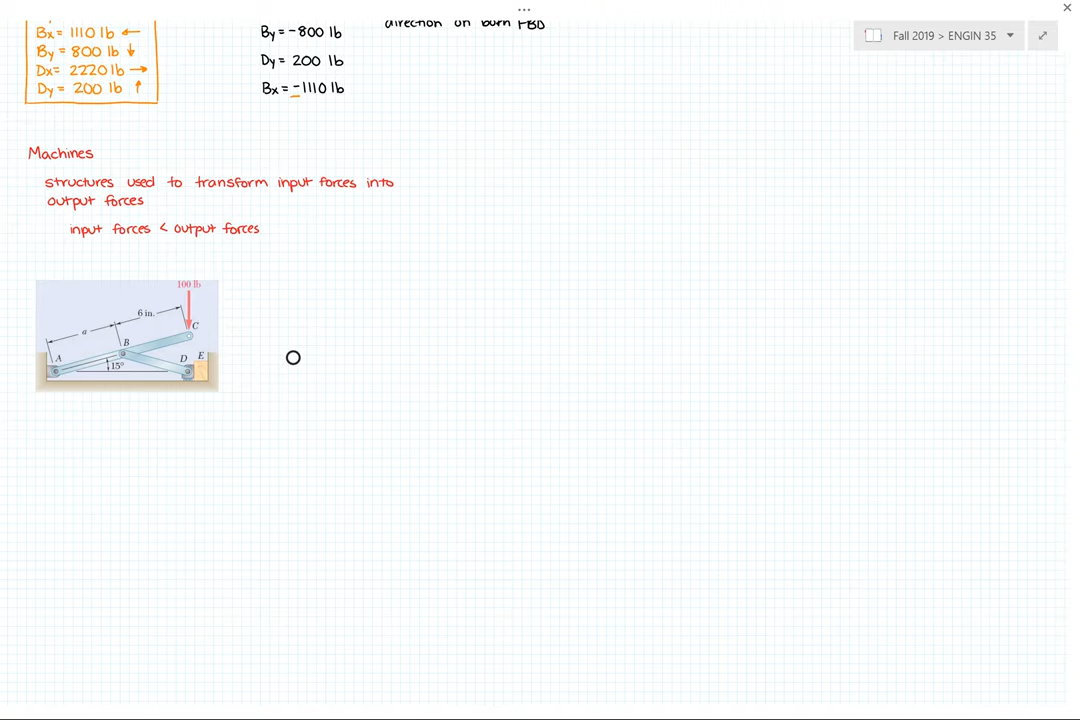 ...
Fall 2019 > ENGIN 35
direction on both FBD
Bx = 1110 lb ←
By = 800 lb ↓
Dx = 2220 lb →
Dy = 200 lb ↑
By = -800 lb
Dy = 200 lb
Bx = -1110 lb
Machines
structures used to transform input forces into
output forces
input forces < output forces
100 lb
6 in.
a
A
B
C
D
E
15°